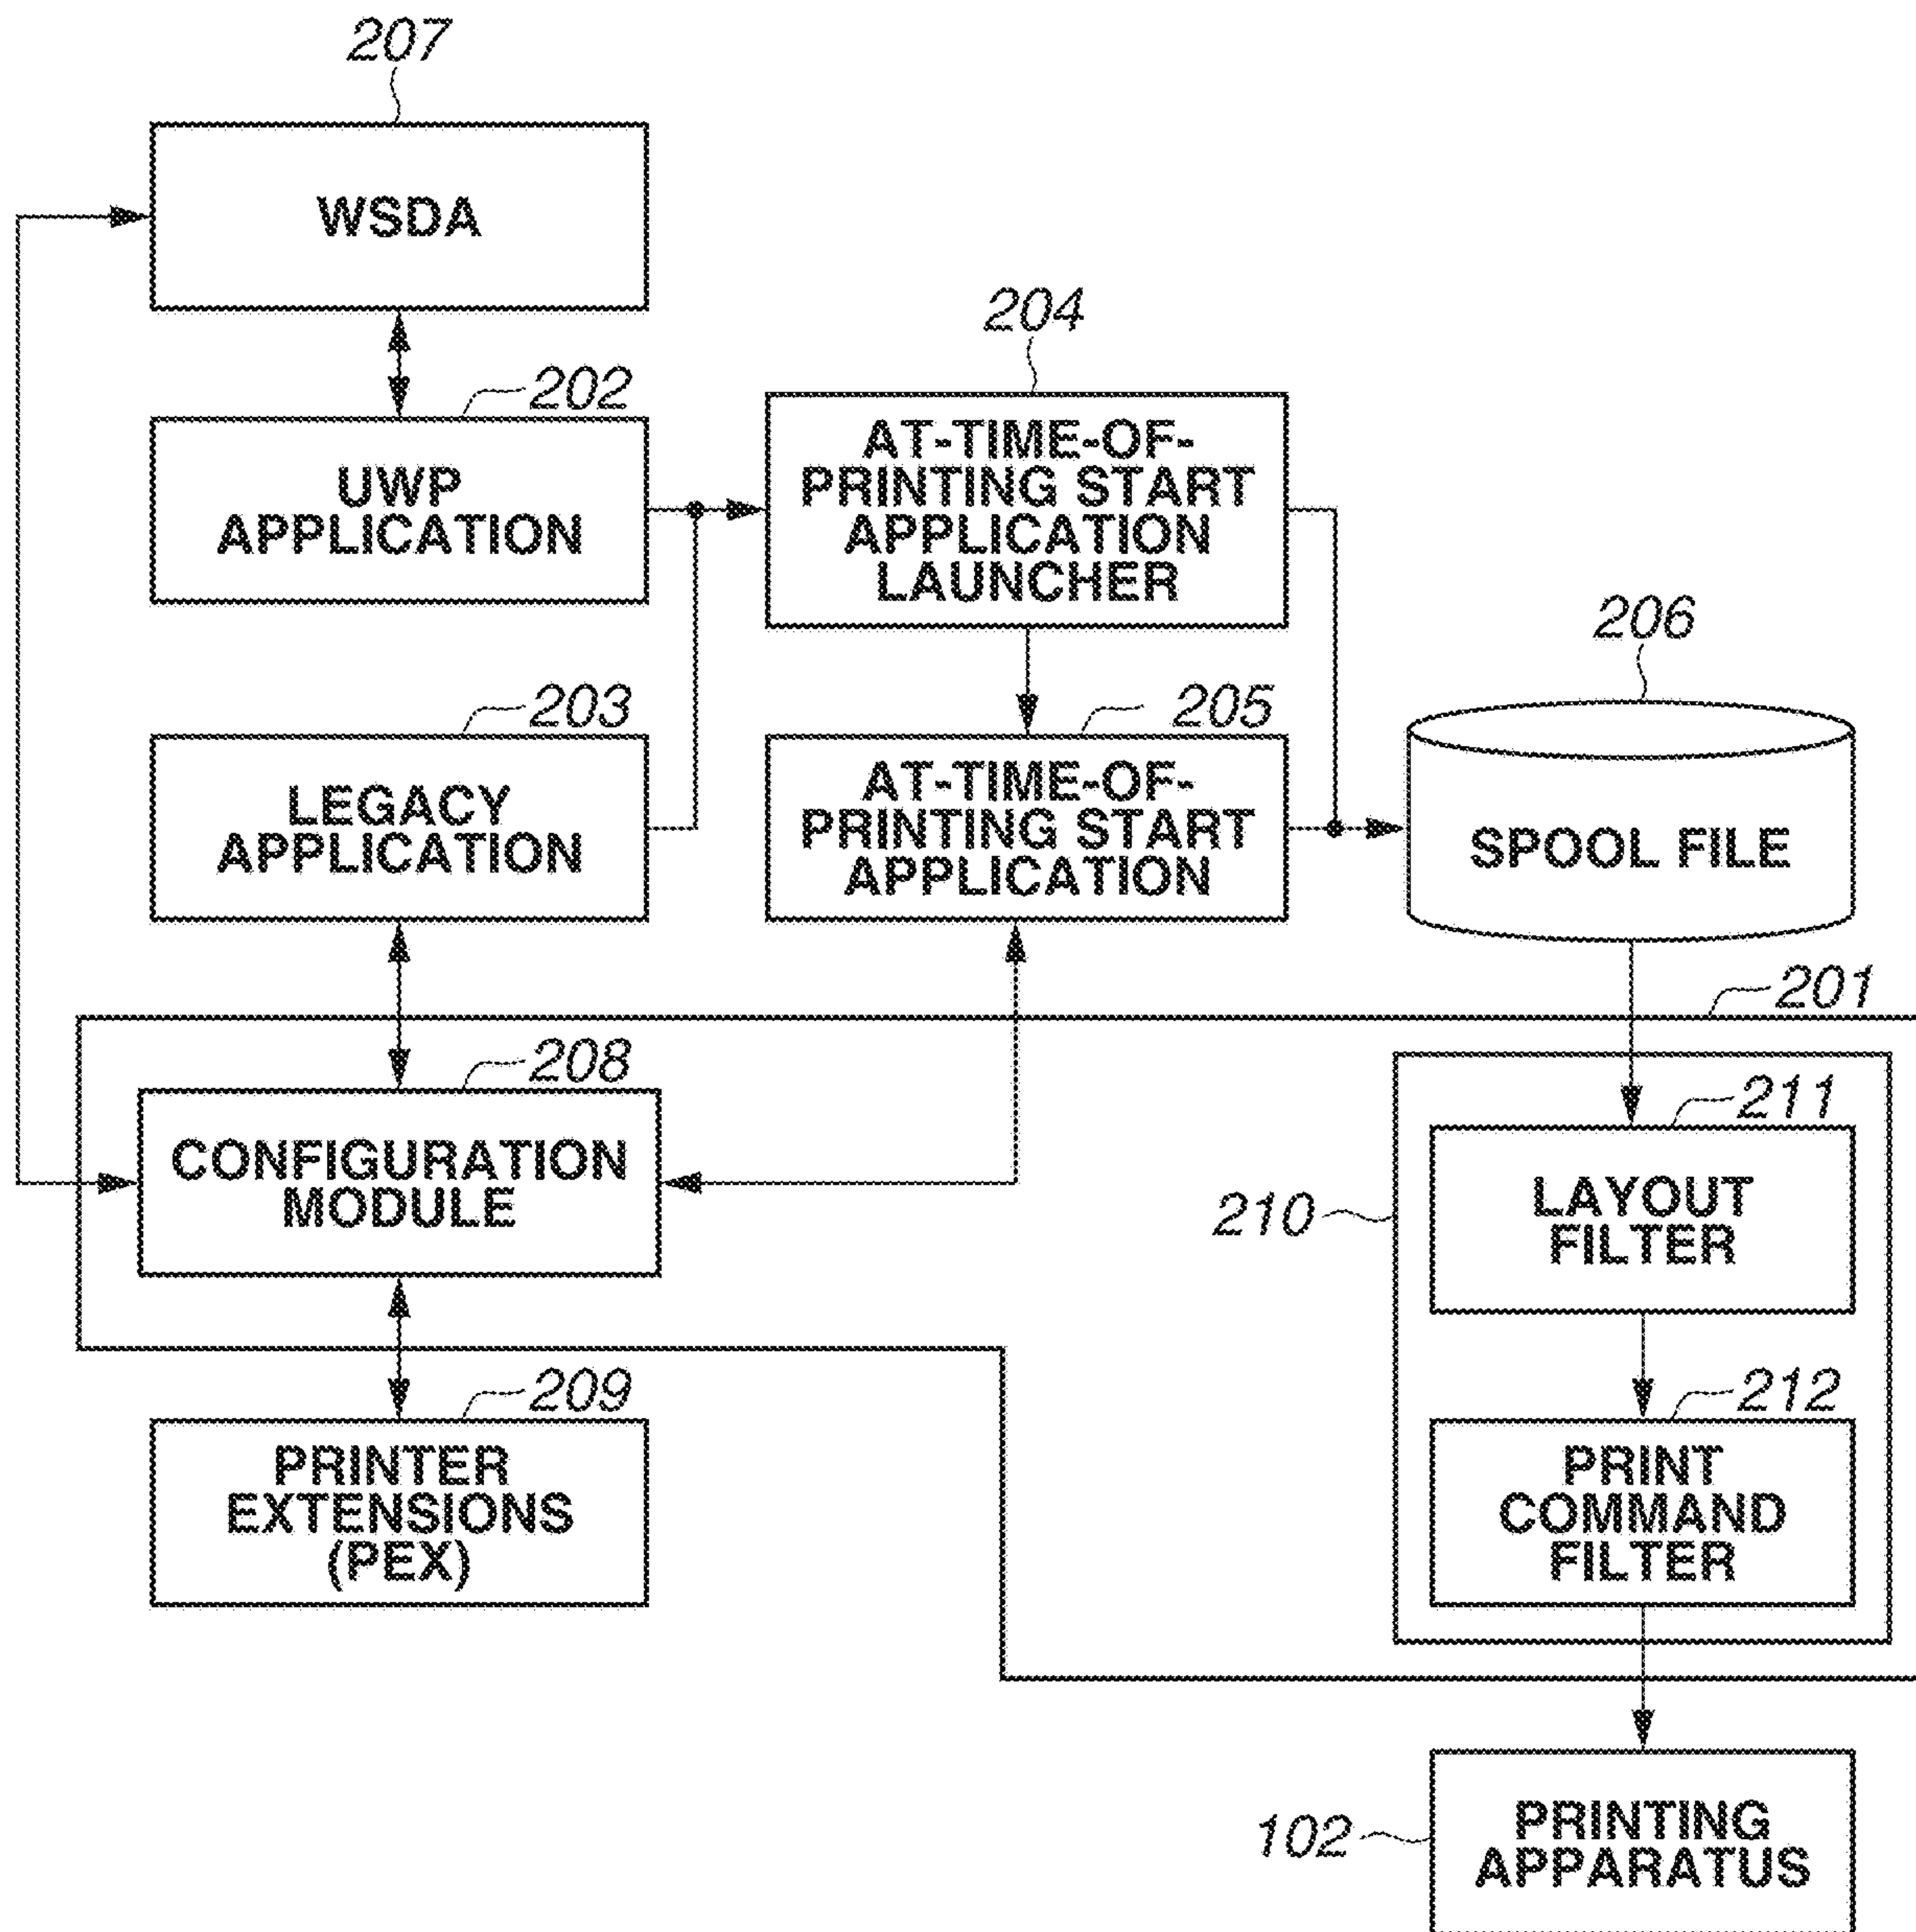 207
WSDA
204
202
UWP
APPLICATION
AT-TIME-OF-
PRINTING START
APPLICATION
LAUNCHER
206
203
LEGACY
APPLICATION
205
AT-TIME-OF-
PRINTING START
APPLICATION
SPOOL FILE
201
208
CONFIGURATION
MODULE
211
210
LAYOUT
FILTER
209
PRINTER
EXTENSIONS
(PEX)
212
PRINT
COMMAND
FILTER
102
PRINTING
APPARATUS